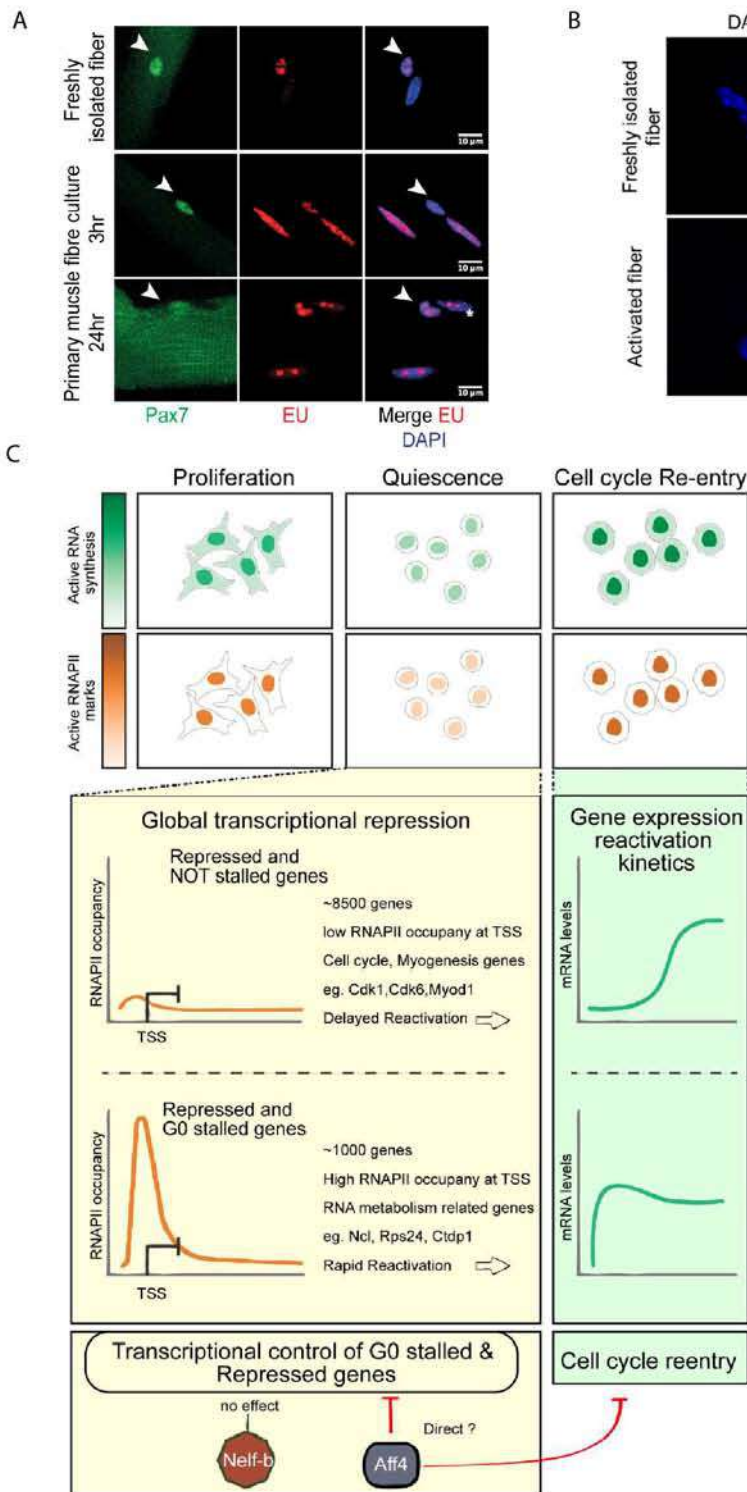 A
B
DA
Freshly
isolated fiber
10 µm
Primary mucsle fibre culture
3hr
10 µm
24hr
*
10 µm
Pax7
EU
Merge EU
DAPI
Freshly isolated
fiber
Activated fiber
C
Proliferation
Quiescence
Cell cycle Re-entry
Active RNA
synthesis
Active RNAPII
marks
Global transcriptional repression
Repressed and
NOT stalled genes
RNAPII occupancy
TSS
~8500 genes
low RNAPII occupany at TSS
Cell cycle, Myogenesis genes
eg. Cdk1,Cdk6,Myod1
Delayed Reactivation
Gene expression
reactivation
kinetics
mRNA levels
Repressed and
G0 stalled genes
RNAPII occupancy
TSS
~1000 genes
High RNAPII occupany at TSS
RNA metabolism related genes
eg. Ncl, Rps24, Ctdp1
Rapid Reactivation
mRNA levels
Transcriptional control of G0 stalled &
Repressed genes
no effect
Nelf-b
Direct ?
Aff4
Cell cycle reentry